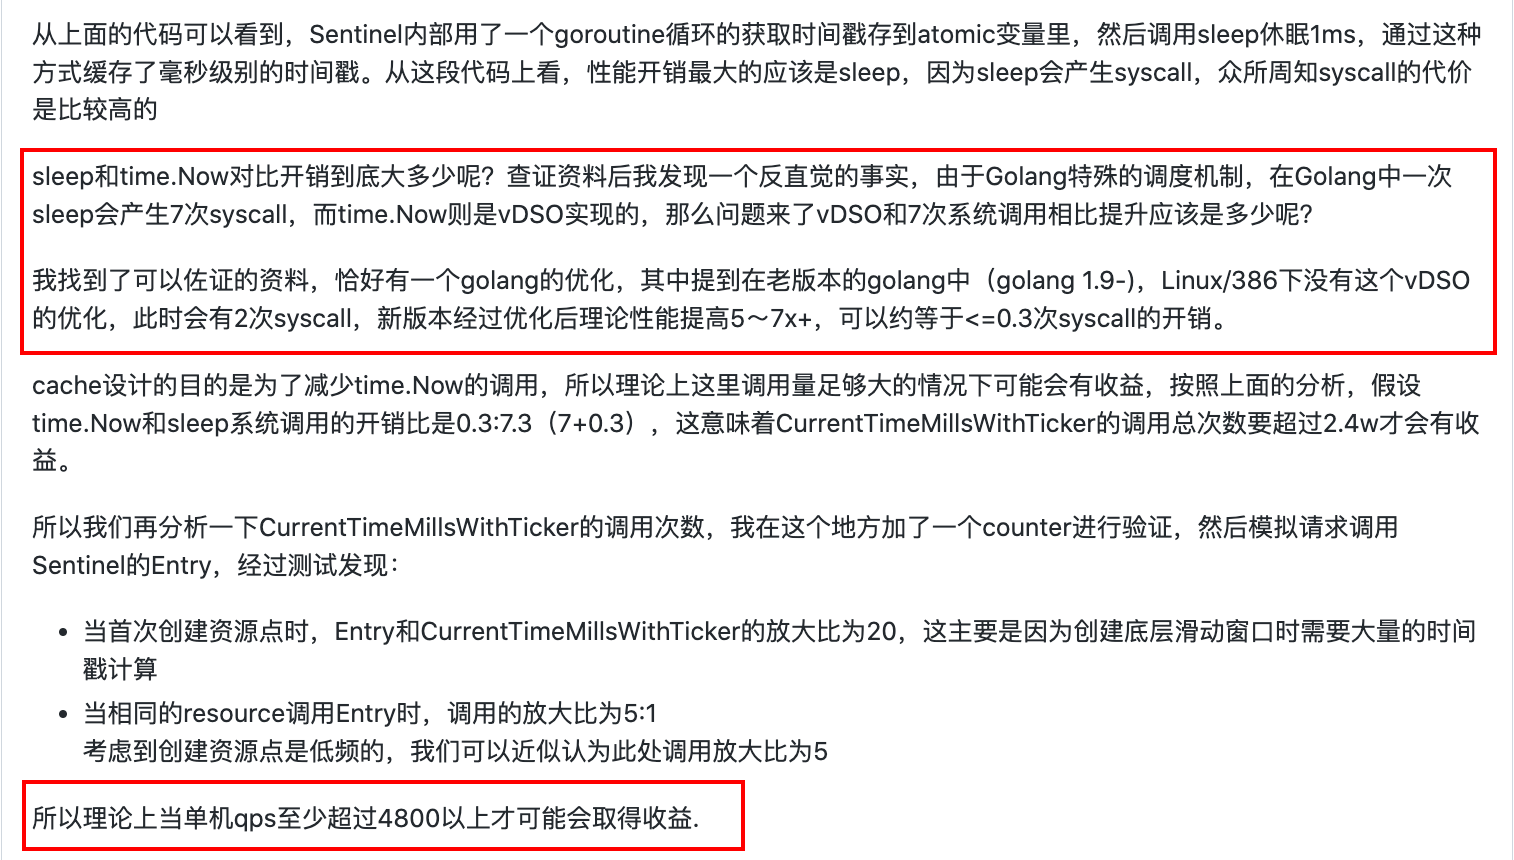 从上面的代码可以看到，Sentinel内部用了一个goroutine循环的获取时间戳存到atomic变量里，然后调用sleep休眠1ms，通过这种
方式缓存了毫秒级别的时间戳。从这段代码上看，性能开销最大的应该是sleep，因为sleep会产生syscall，众所周知syscall的代价
是比较高的
sleep和time.Now对比开销到底大多少呢？查证资料后我发现一个反直觉的事实，由于Golang特殊的调度机制，在Golang中一次
sleep会产生7次syscall，而time.Now则是vDSO实现的，那么问题来了vDSO和7次系统调用相比提升应该是多少呢？
我找到了可以佐证的资料，恰好有一个golang的优化，其中提到在老版本的golang中（golang 1.9-)，Linux/386下没有这个vDSO
的优化，此时会有2次syscall，新版本经过优化后理论性能提高5～7x+，可以约等于<=0.3次syscall的开销。
cache设计的目的是为了减少time.Now的调用，所以理论上这里调用量足够大的情况下可能会有收益，按照上面的分析，假设
time.Now和sleep系统调用的开销比是0.3:7.3（7+0.3），这意味着CurrentTimeMillsWithTicker的调用总次数要超过2.4w才会有收
益。
所以我们再分析一下CurrentTimeMillsWithTicker的调用次数，我在这个地方加了一个counter进行验证，然后模拟请求调用
Sentinel的Entry，经过测试发现：
• 当首次创建资源点时，Entry和CurrentTimeMillsWithTicker的放大比为20，这主要是因为创建底层滑动窗口时需要大量的时间
戳计算
• 当相同的resource调用Entry时，调用的放大比为5:1
考虑到创建资源点是低频的，我们可以近似认为此处调用放大比为5
所以理论上当单机qps至少超过4800以上才可能会取得收益.